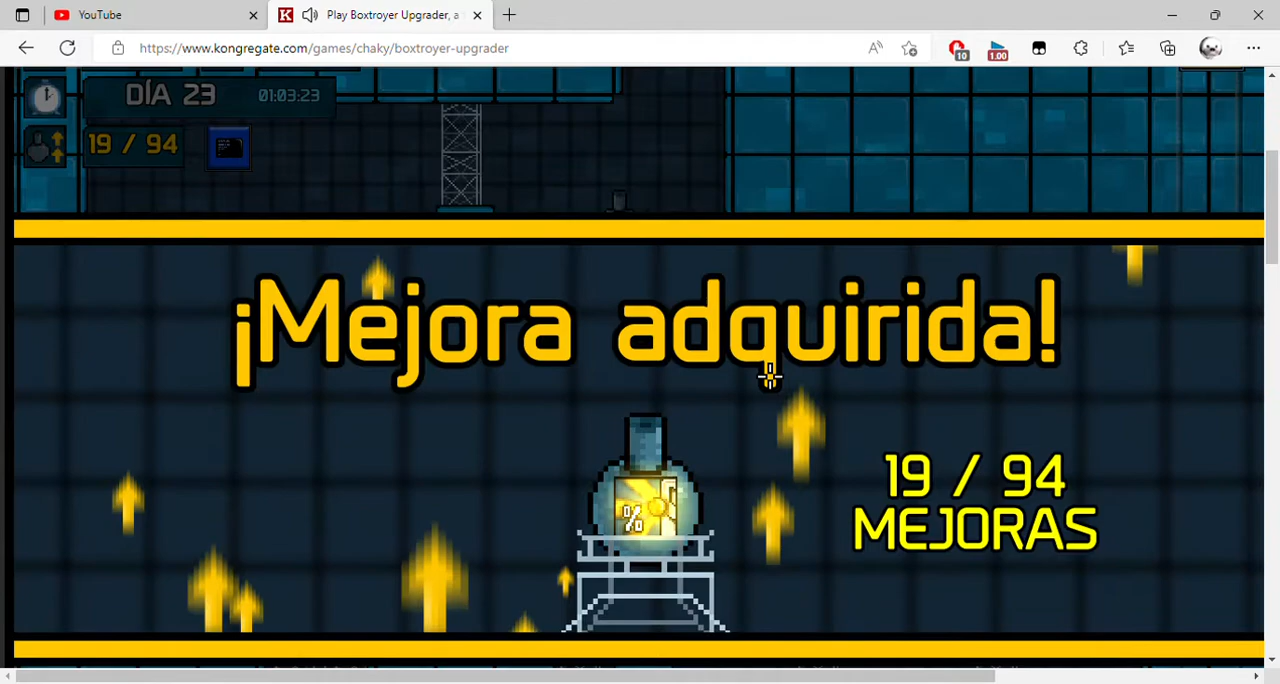 YouTube
Play Boxtroyer Upgrader, a
https://www.kongregate.com/games/chaky/boxtroyer-upgrader
10
1.00
DÍA 23
01:03:23
19 / 94
¡Mejora adquirida!
%
19 / 94
MEJORAS